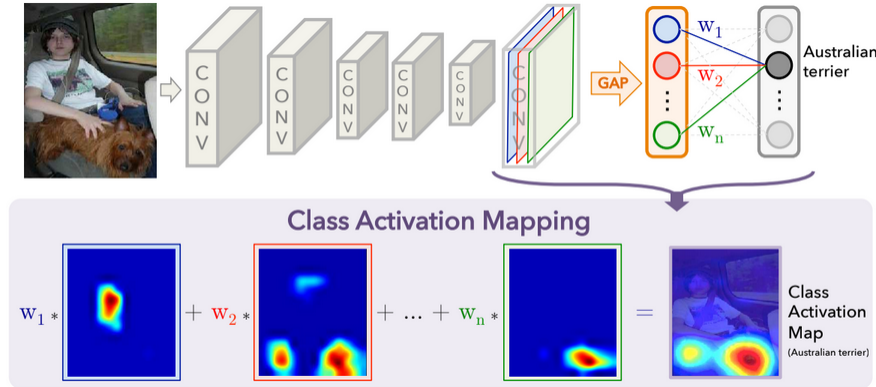 CONV
CONV
CONV
CONV
CONV
CONV
GAP
w1
w2
wn
Australian
terrier
Class Activation Mapping
w1 * + w2 * + ... + wn * =
Class
Activation
Map
(Australian terrier)